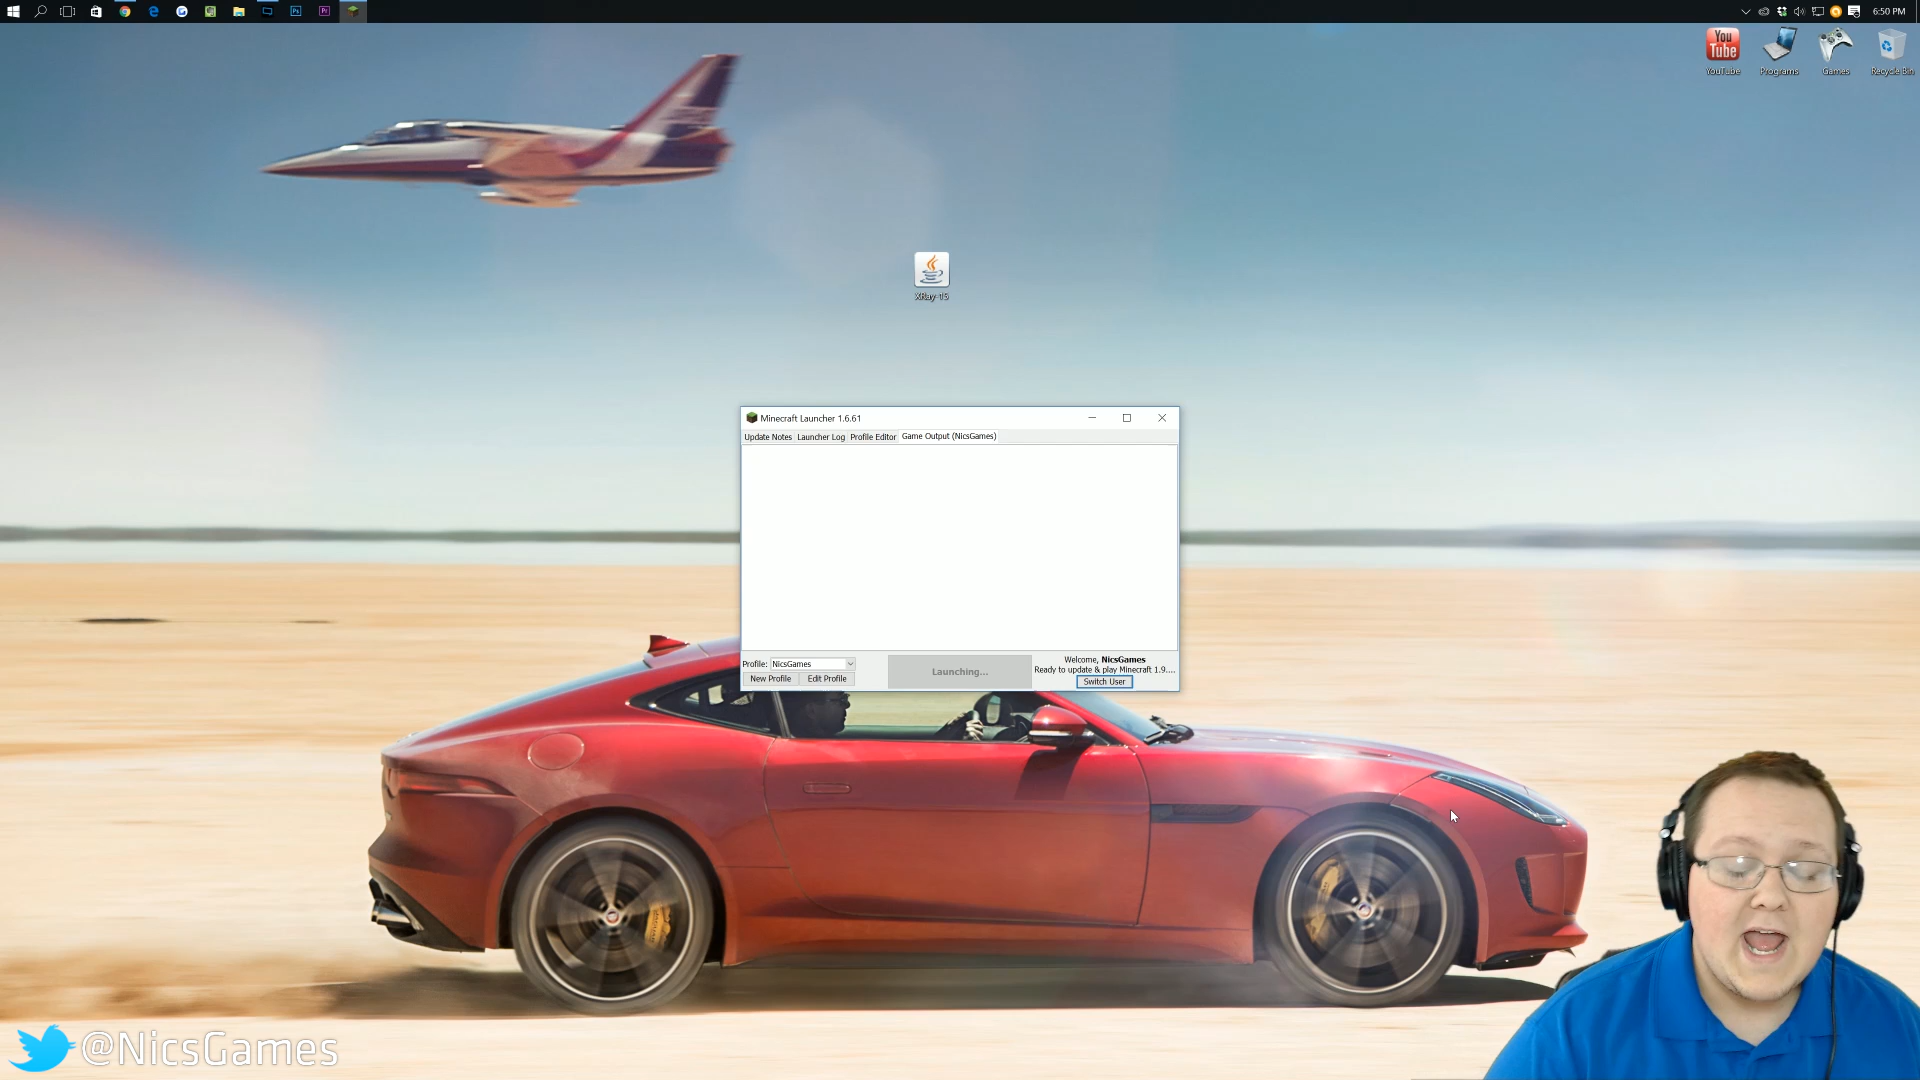 6:50 PM
You
Tube
YouTube
Programs
Games
Recycle Bin
XRay-15
Minecraft Launcher 1.6.61
Update Notes
Launcher Log
Profile Editor
Game Output (NicsGames)
Profile:
NicsGames
New Profile
Edit Profile
Launching...
Welcome, NicsGames
Ready to update & play Minecraft 1.9....
Switch User
@NicsGames